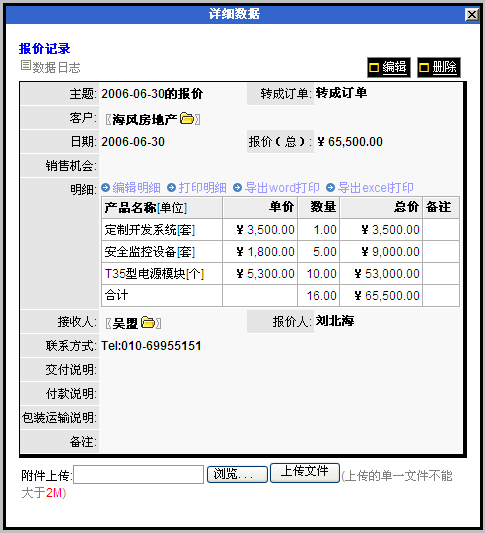 详细数据
报价记录
数据日志 编辑 删除
主题: 2006-06-30的报价 转成订单: 转成订单
客户: 〖海风房地产〗
日期: 2006-06-30 报价（总）: ¥ 65,500.00
销售机会:
明细: 编辑明细 打印明细 导出word打印 导出excel打印
产品名称[单位] 单价 数量 总价 备注
定制开发系统[套] ¥ 3,500.00 1.00 ¥ 3,500.00
安全监控设备[套] ¥ 1,800.00 5.00 ¥ 9,000.00
T35型电源模块[个] ¥ 5,300.00 10.00 ¥ 53,000.00
合计 16.00 ¥ 65,500.00
接收人: 〖吴盟〗 报价人: 刘北海
联系方式: Tel:010-69955151
交付说明:
付款说明:
包装运输说明:
备注:
附件上传: 浏览... 上传文件 (上传的单一文件不能
大于2M)